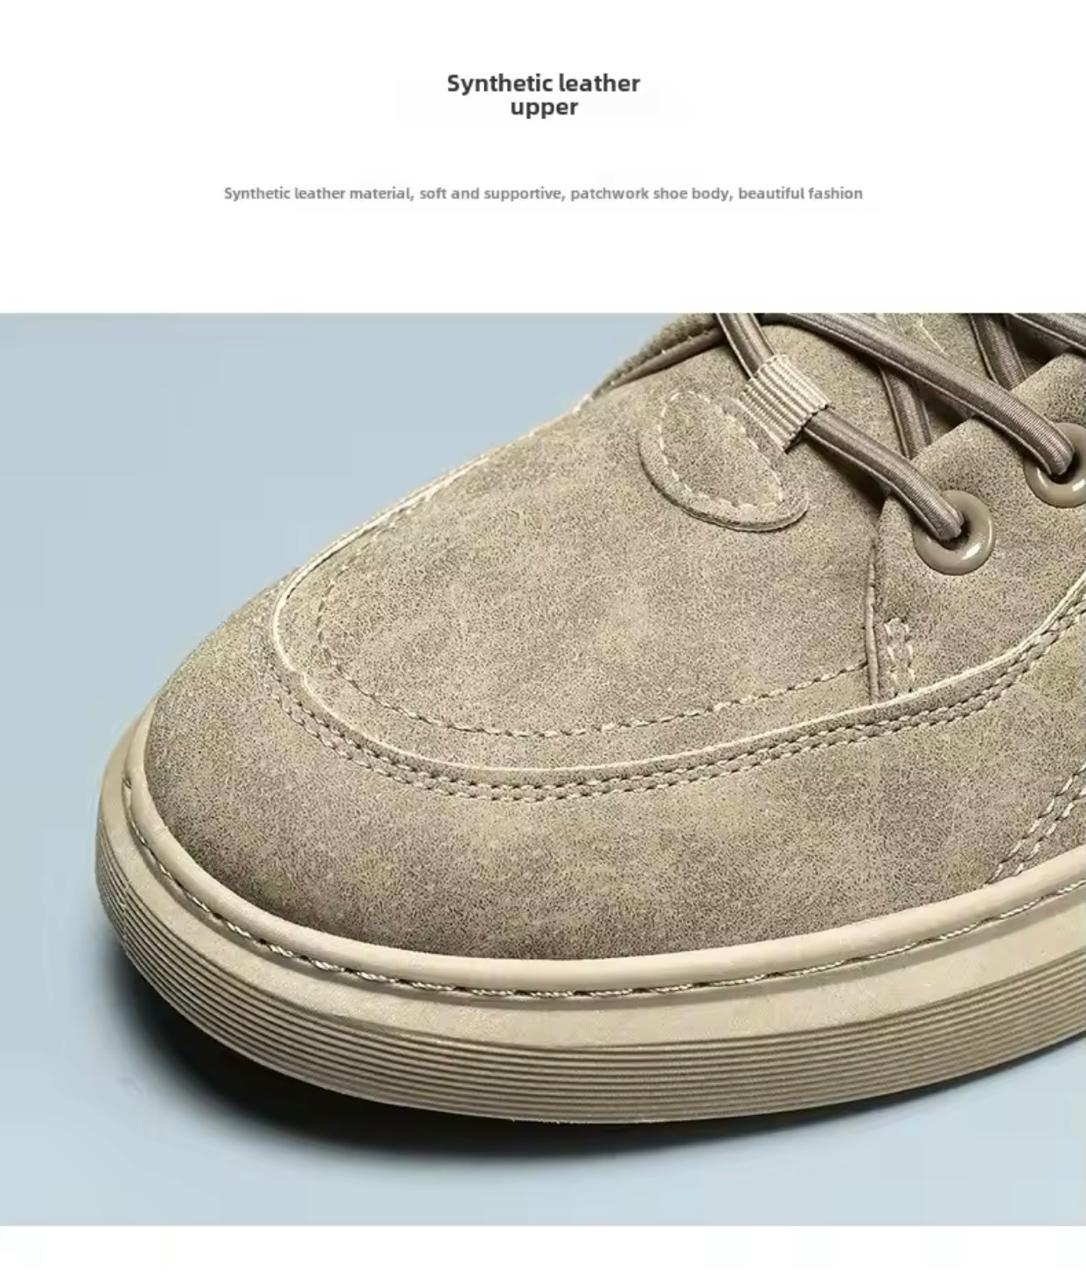 Synthetic leather
upper
Synthetic leather material, soft and supportive, patchwork shoe body, beautiful fashion